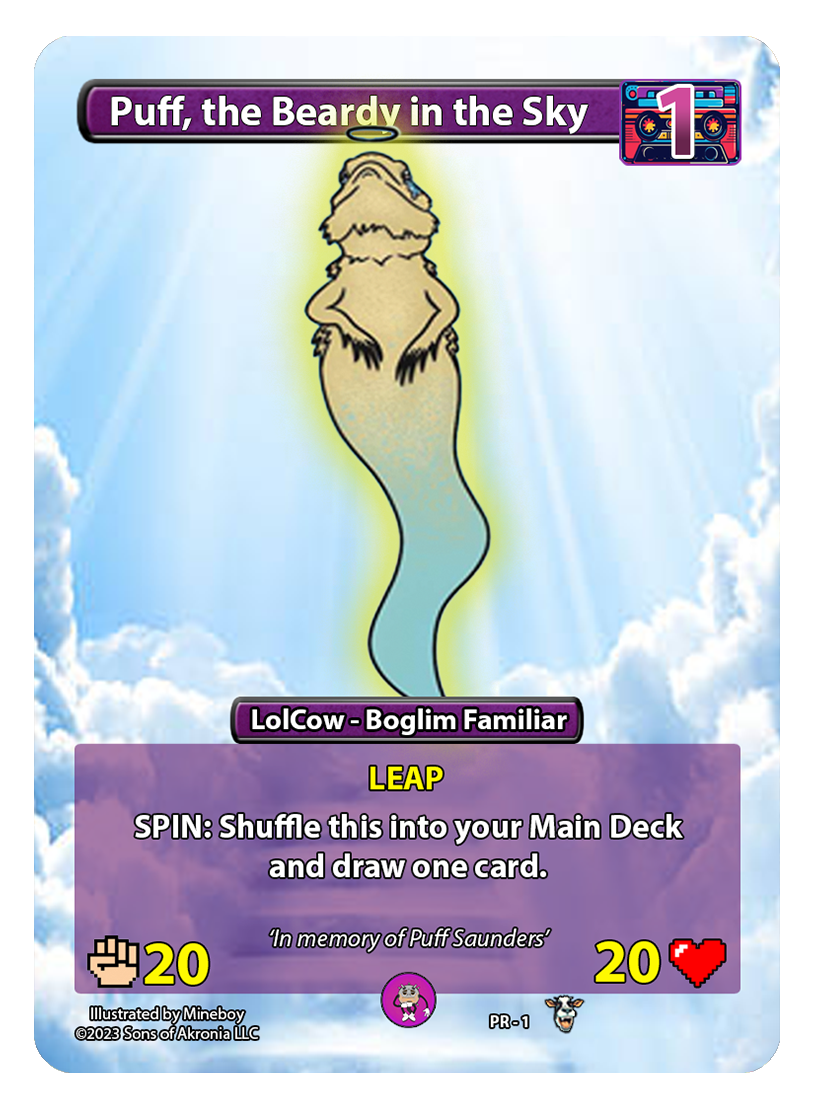 Puff, the Beardy in the Sky
1
LolCow - Boglim Familiar
LEAP
SPIN: Shuffle this into your Main Deck
and draw one card.
‘In memory of Puff Saunders’
20
20
Illustrated by Mineboy
©2023 Sons of Akronia LLC
PR - 1